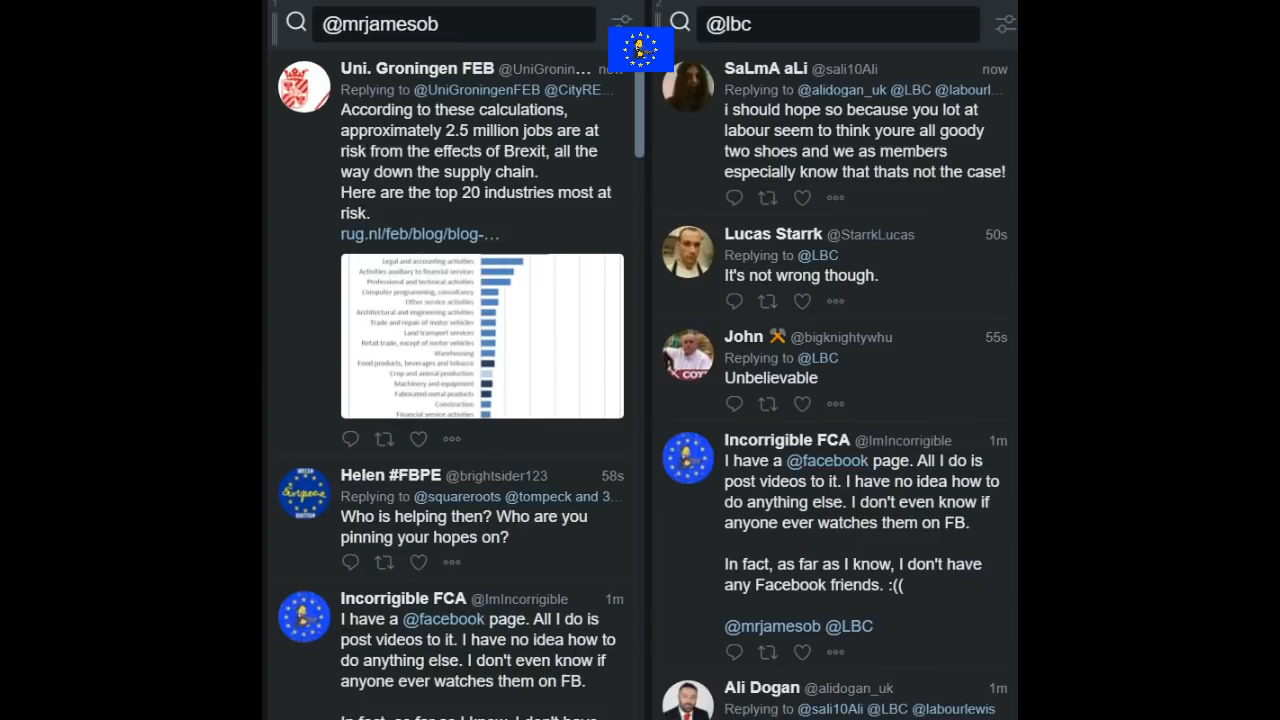 1
@mrjamesob
Uni. Groningen FEB @UniGronin... now
Replying to @UniGroningenFEB @CityRE...
According to these calculations,
approximately 2.5 million jobs are at
risk from the effects of Brexit, all the
way down the supply chain.
Here are the top 20 industries most at
risk.
rug.nl/feb/blog/blog-...
Legal and accounting activities
Activities auxiliary to financial services
Professional and technical activities
Computer programming, consultancy
Other service activities
Architectural and engineering activities
Trade and repair of motor vehicles
Land transport services
Retail trade, except of motor vehicles
Warehousing
Food products, beverages and tobacco
Crop and animal production
Machinery and equipment
Fabricated metal products
Construction
Financial service activities
Helen #FBPE @brightsider123 58s
Replying to @squareroots @tompeck and 3...
Who is helping then? Who are you
pinning your hopes on?
Incorrigible FCA @ImIncorrigible 1m
I have a @facebook page. All I do is
post videos to it. I have no idea how to
do anything else. I don't even know if
anyone ever watches them on FB.
In fact, as far as I know, I don't have
2
@lbc
SaLmA aLi @sali10Ali now
Replying to @alidogan_uk @LBC @labourl...
i should hope so because you lot at
labour seem to think youre all goody
two shoes and we as members
especially know that thats not the case!
Lucas Starrk @StarrkLucas 50s
Replying to @LBC
It's not wrong though.
John ⚒ @bigknightywhu 55s
Replying to @LBC
Unbelievable
Incorrigible FCA @ImIncorrigible 1m
I have a @facebook page. All I do is
post videos to it. I have no idea how to
do anything else. I don't even know if
anyone ever watches them on FB.
In fact, as far as I know, I don't have
any Facebook friends. :((
@mrjamesob @LBC
Ali Dogan @alidogan_uk 1m
Replying to @sali10Ali @LBC @labourlewis